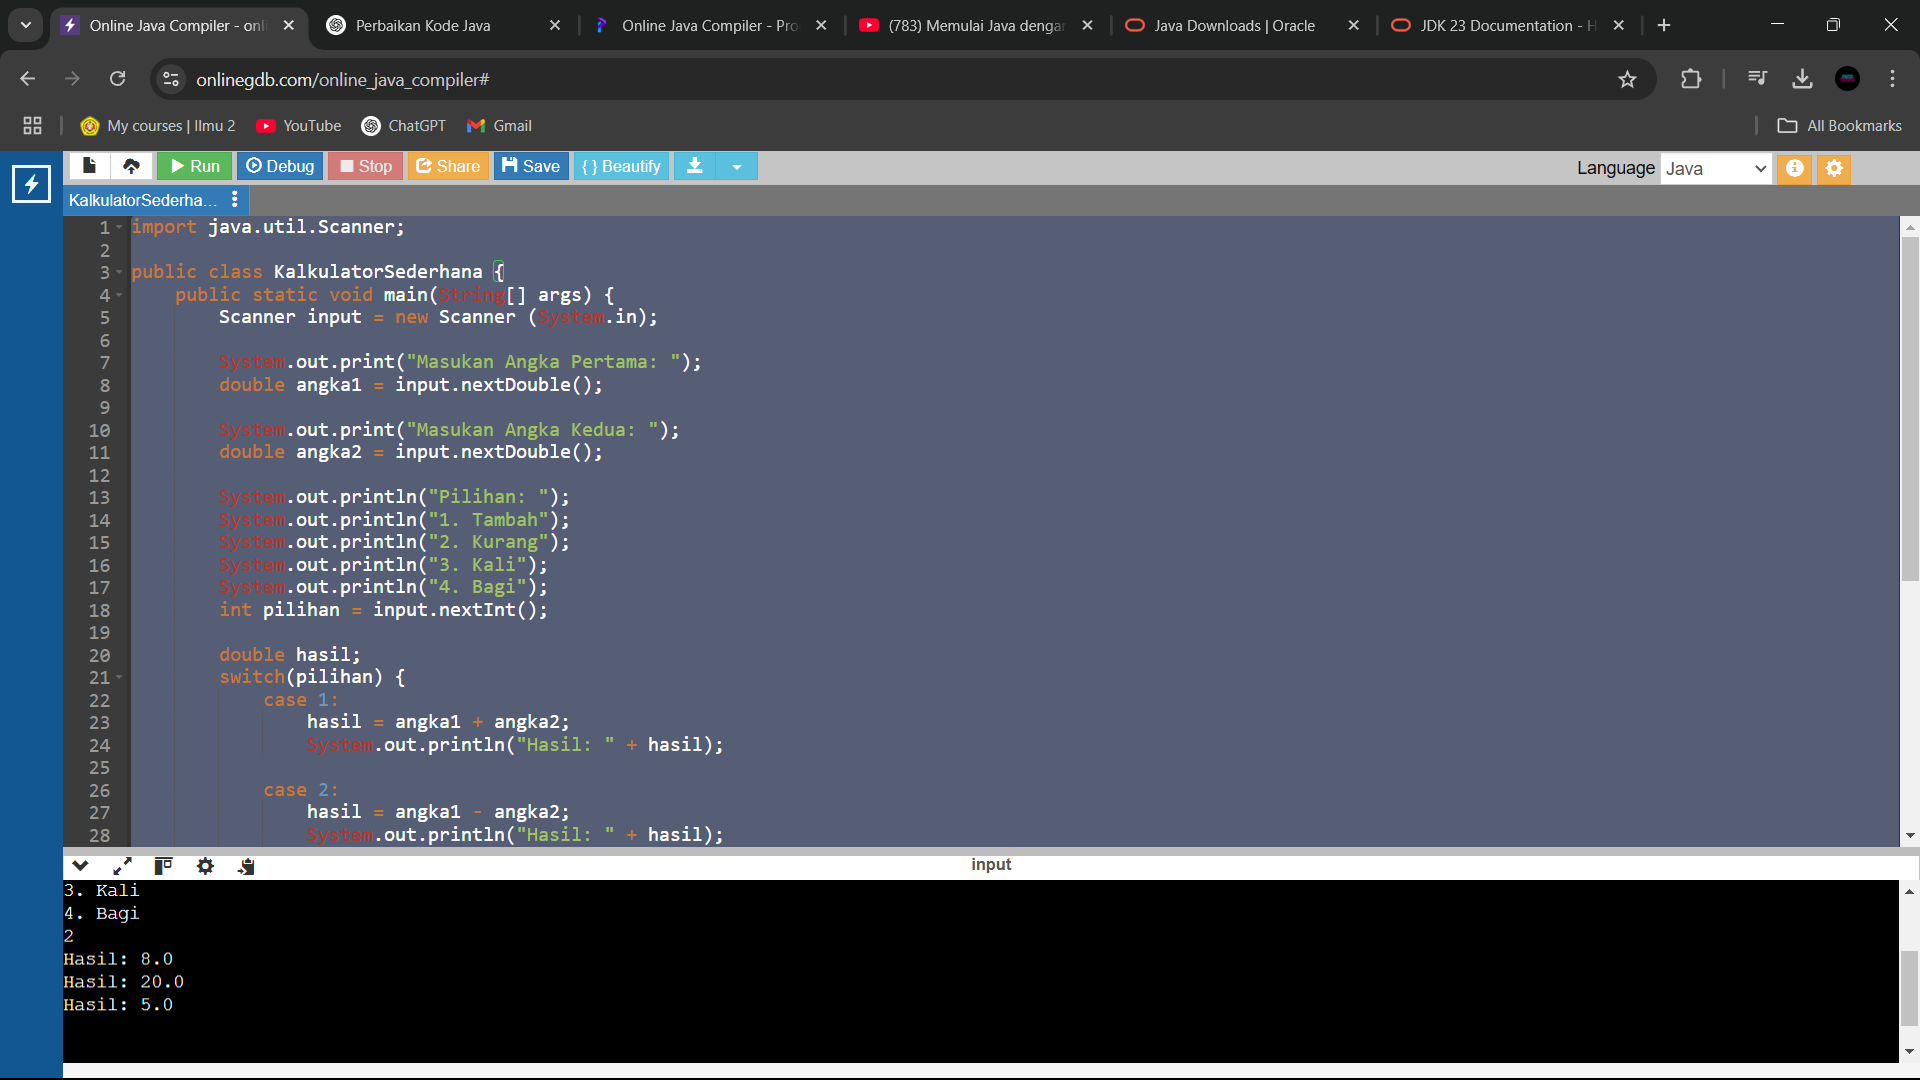 Online Java Compiler - onl
Perbaikan Kode Java
Online Java Compiler - Pro
(783) Memulai Java denga
Java Downloads | Oracle
JDK 23 Documentation - H
onlinegdb.com/online_java_compiler#
My courses | Ilmu 2
YouTube
ChatGPT
Gmail
All Bookmarks
Run
Debug
Stop
Share
Save
{ } Beautify
Language
Java
KalkulatorSederha...
1 import java.util.Scanner;
2
3 public class KalkulatorSederhana {
4 public static void main(String[] args) {
5 Scanner input = new Scanner (System.in);
6
7 System.out.print("Masukan Angka Pertama: ");
8 double angka1 = input.nextDouble();
9
10 System.out.print("Masukan Angka Kedua: ");
11 double angka2 = input.nextDouble();
12
13 System.out.println("Pilihan: ");
14 System.out.println("1. Tambah");
15 System.out.println("2. Kurang");
16 System.out.println("3. Kali");
17 System.out.println("4. Bagi");
18 int pilihan = input.nextInt();
19
20 double hasil;
21 switch(pilihan) {
22 case 1:
23 hasil = angka1 + angka2;
24 System.out.println("Hasil: " + hasil);
25
26 case 2:
27 hasil = angka1 - angka2;
28 System.out.println("Hasil: " + hasil);
input
3. Kali
4. Bagi
2
Hasil: 8.0
Hasil: 20.0
Hasil: 5.0